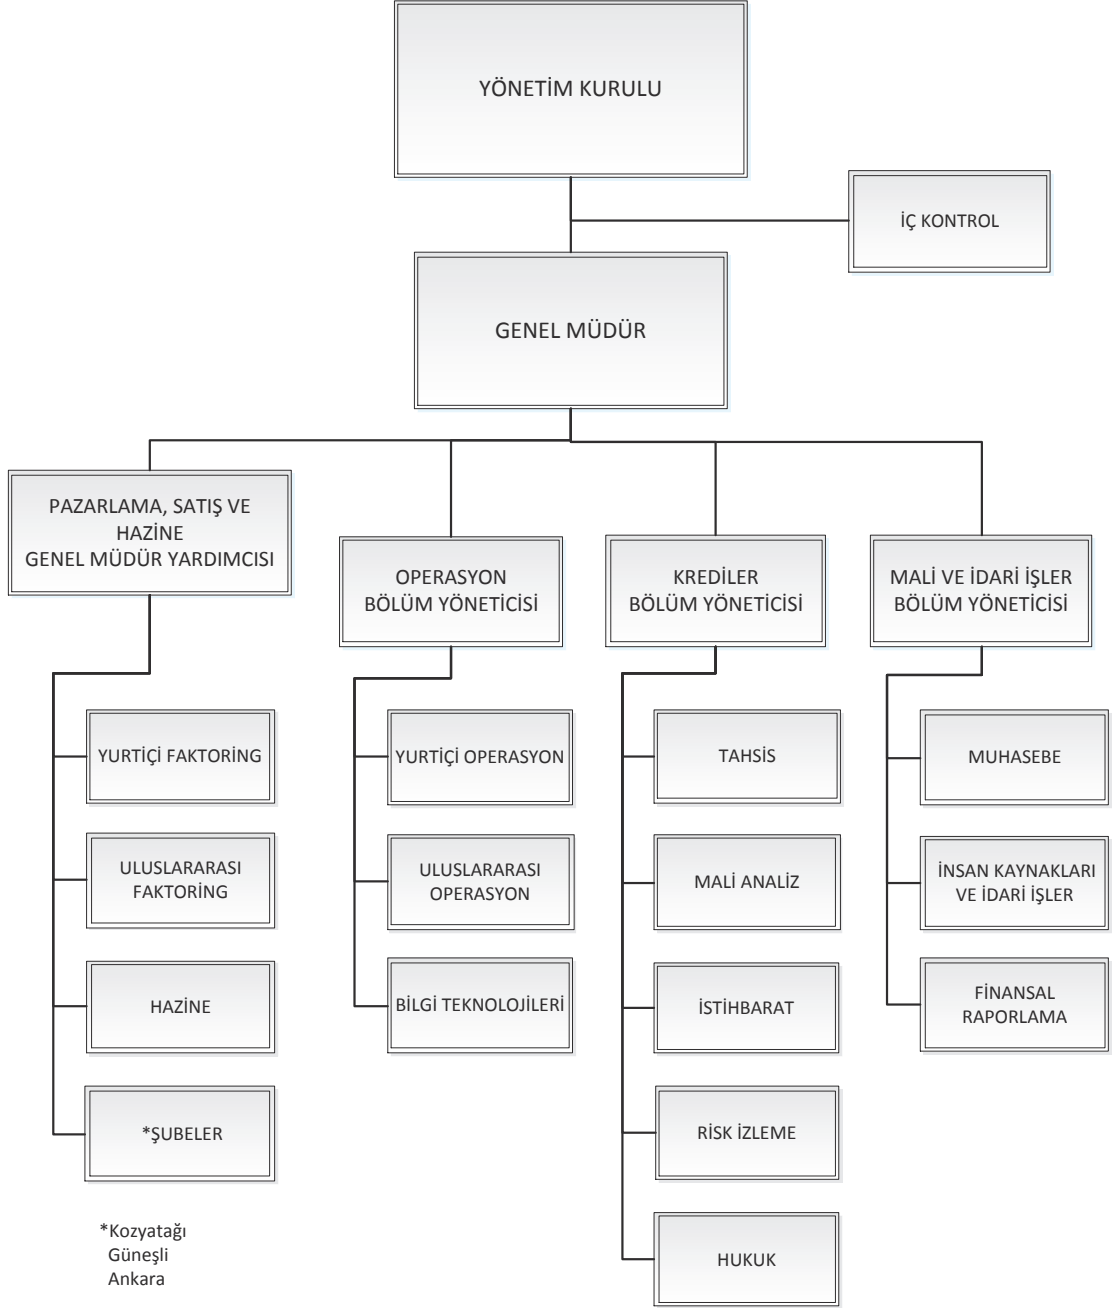 YÖNETİM KURULU
İÇ KONTROL
GENEL MÜDÜR
PAZARLAMA, SATIŞ VE
HAZİNE
GENEL MÜDÜR YARDIMCISI
OPERASYON
BÖLÜM YÖNETİCİSİ
KREDİLER
BÖLÜM YÖNETİCİSİ
MALİ VE İDARİ İŞLER
BÖLÜM YÖNETİCİSİ
YURTİÇİ FAKTORİNG
ULUSLARARASI
FAKTORİNG
HAZİNE
*ŞUBELER
*Kozyatağı
Güneşli
Ankara
YURTİÇİ OPERASYON
ULUSLARARASI
OPERASYON
BİLGİ TEKNOLOJİLERİ
TAHSİS
MALİ ANALİZ
İSTİHBARAT
RİSK İZLEME
HUKUK
MUHASEBE
İNSAN KAYNAKLARI
VE İDARİ İŞLER
FİNANSAL
RAPORLAMA